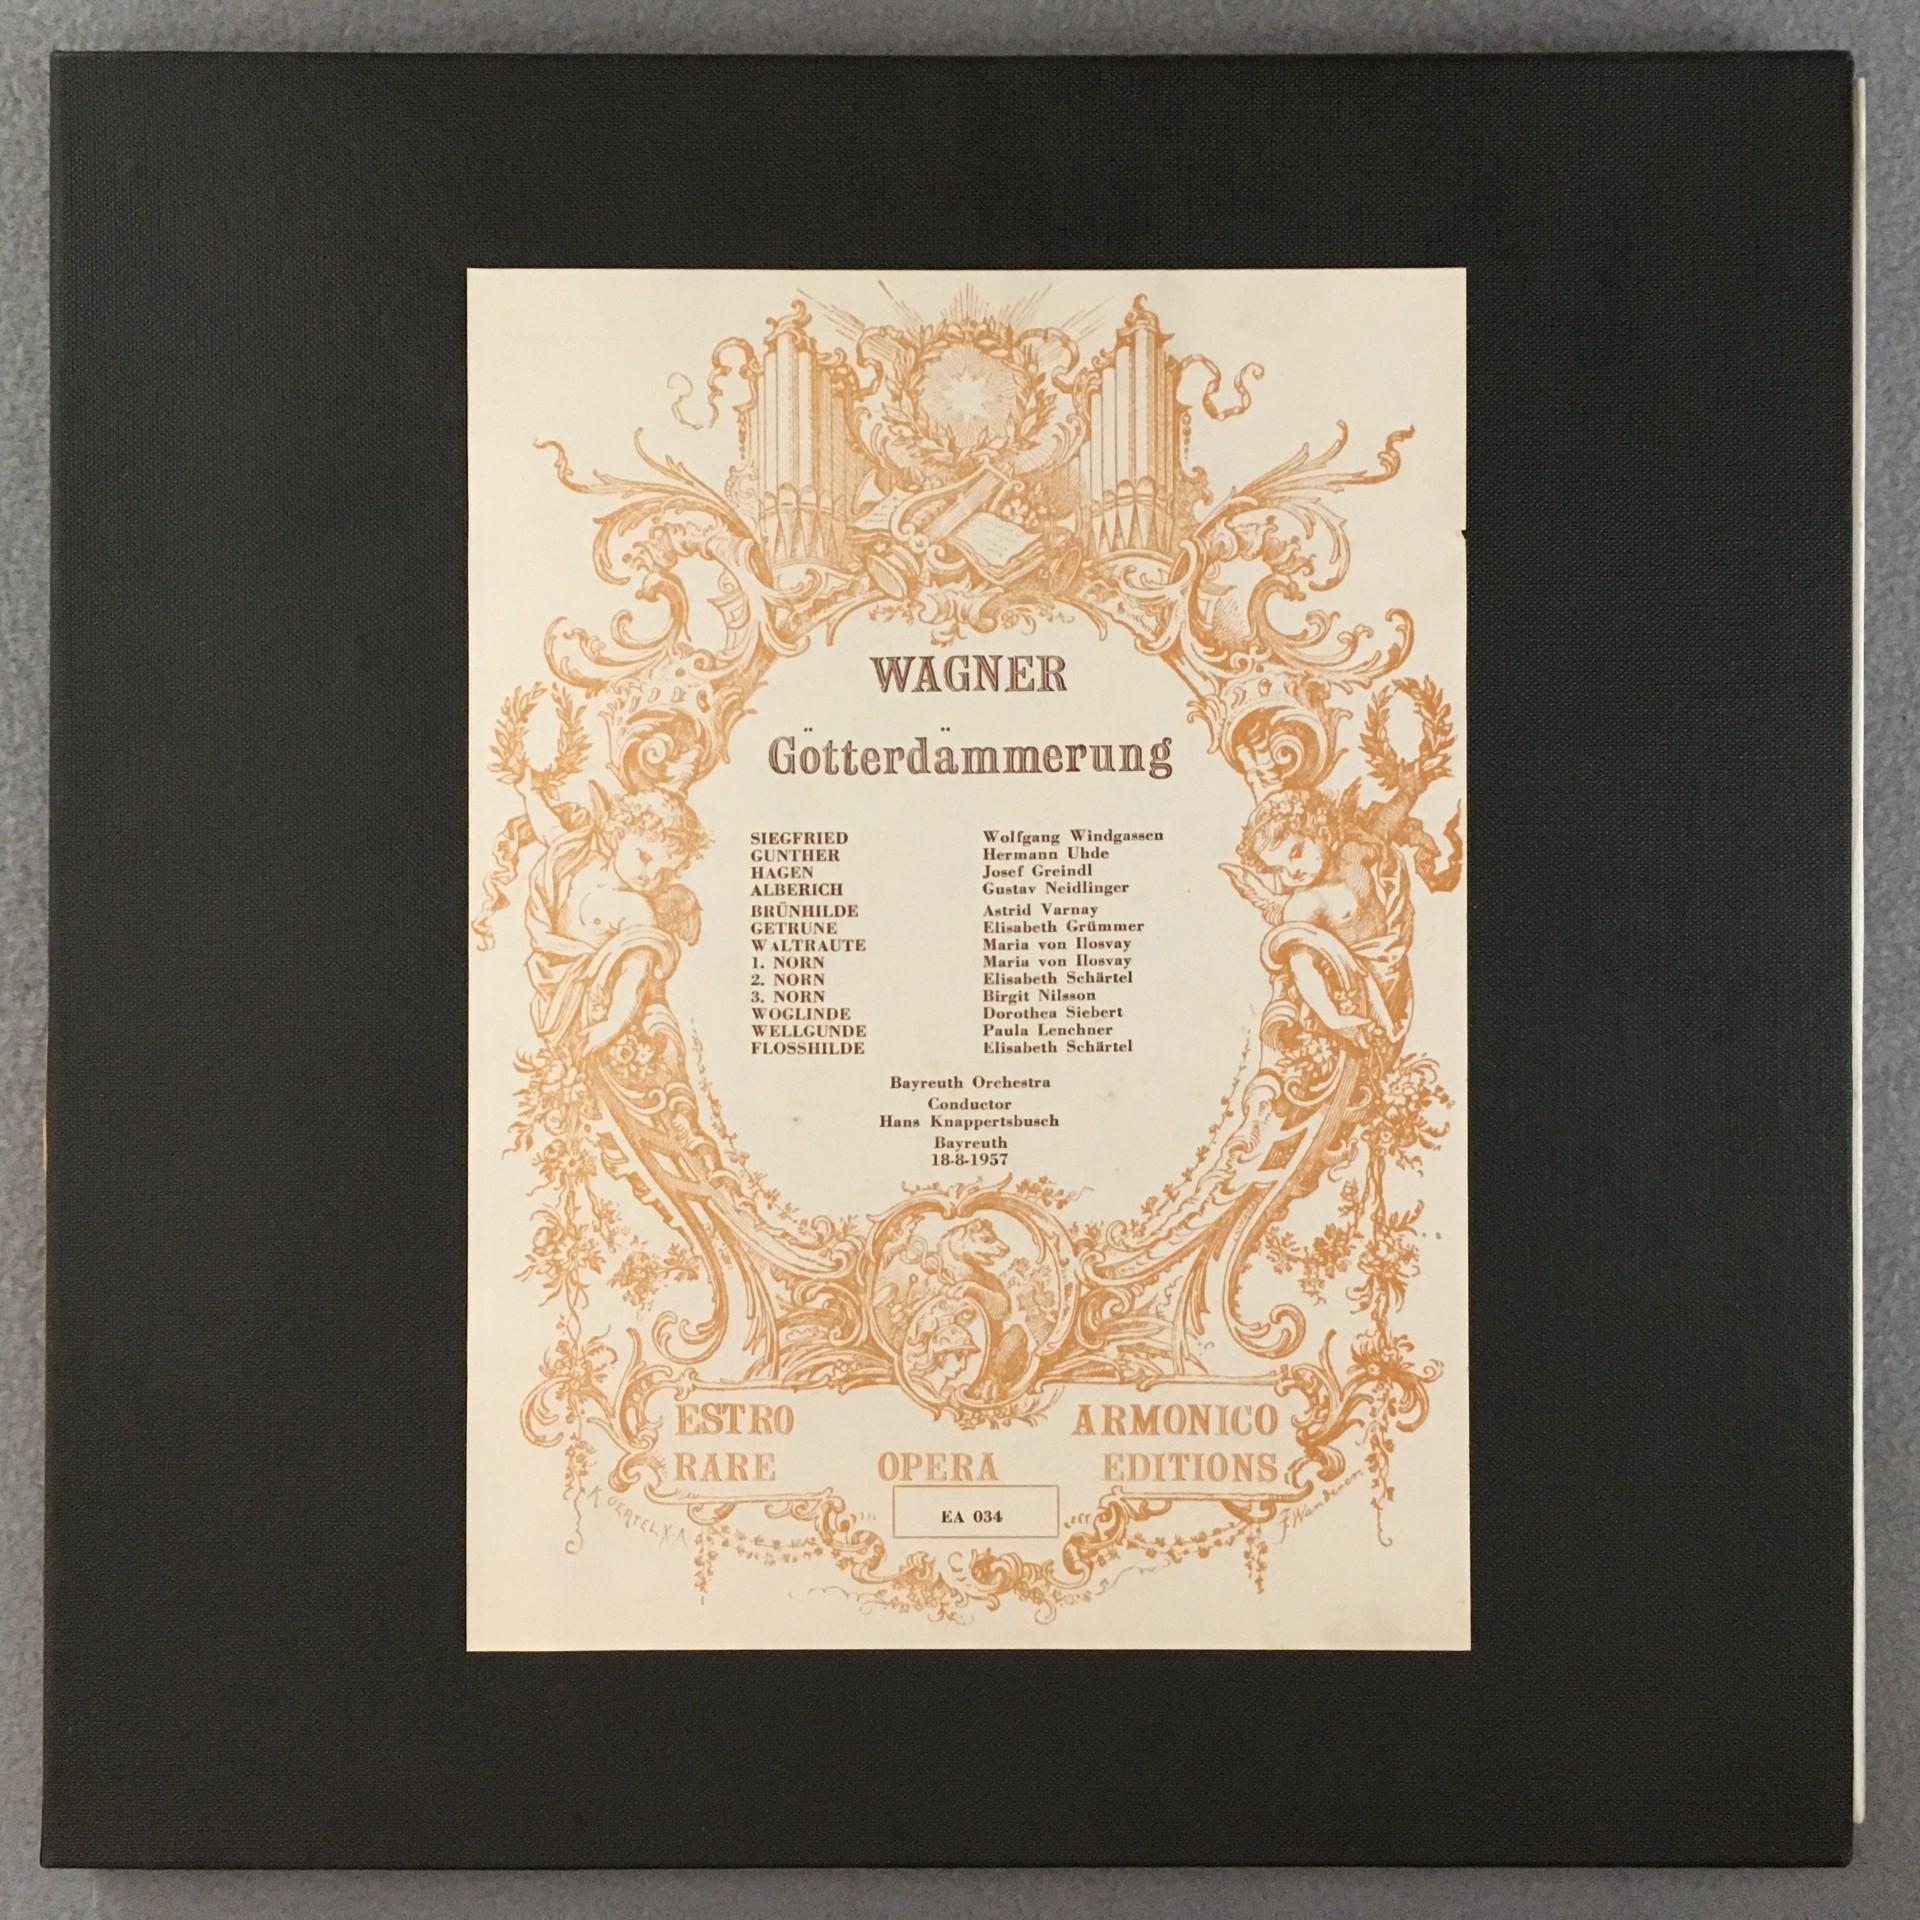 WAGNER
Götterdämmerung
SIEGFRIED Wolfgang Windgassen
GUNTHER Hermann Uhde
HAGEN Josef Greindl
ALBERICH Gustav Neidlinger
BRÜNHILDE Astrid Varnay
GETRUNE Elisabeth Grümmer
WALTRAUTE Maria von Ilosvay
1. NORN Maria von Ilosvay
2. NORN Elisabeth Schärtel
3. NORN Birgit Nilsson
WOGLINDE Dorothea Siebert
WELLGUNDE Paula Lenchner
FLOSSHILDE Elisabeth Schärtel
Bayreuth Orchestra
Conductor
Hans Knappertsbusch
Bayreuth
18-8-1957
ESTRO ARMONICO
RARE OPERA EDITIONS
EA 034
K OERTEL X.A.